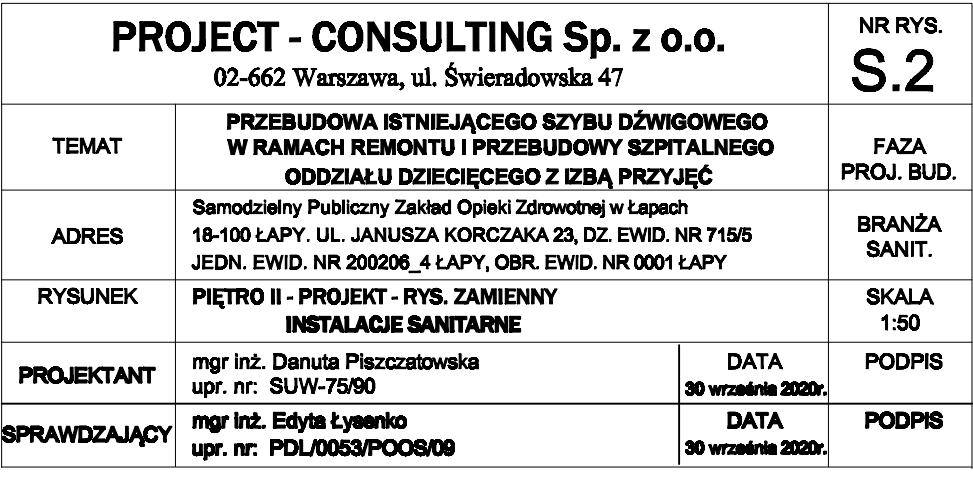 PROJECT - CONSULTING Sp. z o.o.
02-662 Warszawa, ul. Świeradowska 47
NR RYS.
S.2
TEMAT
PRZEBUDOWA ISTNIEJĄCEGO SZYBU DŹWIGOWEGO
W RAMACH REMONTU I PRZEBUDOWY SZPITALNEGO
ODDZIAŁU DZIECIĘCEGO Z IZBĄ PRZYJĘĆ
FAZA
PROJ. BUD.
ADRES
Samodzielny Publiczny Zakład Opieki Zdrowotnej w Łapach
18-100 ŁAPY. UL. JANUSZA KORCZAKA 23, DZ. EWID. NR 715/5
JEDN. EWID. NR 200206_4 ŁAPY, OBR. EWID. NR 0001 ŁAPY
BRANŻA
SANIT.
RYSUNEK
PIĘTRO II - PROJEKT - RYS. ZAMIENNY
INSTALACJE SANITARNE
SKALA
1:50
PROJEKTANT
mgr inż. Danuta Piszczatowska
upr. nr: SUW-75/90
DATA
30 września 2020r.
PODPIS
SPRAWDZAJĄCY
mgr inż. Edyta Łysenko
upr. nr: PDL/0053/POOS/09
DATA
30 września 2020r.
PODPIS